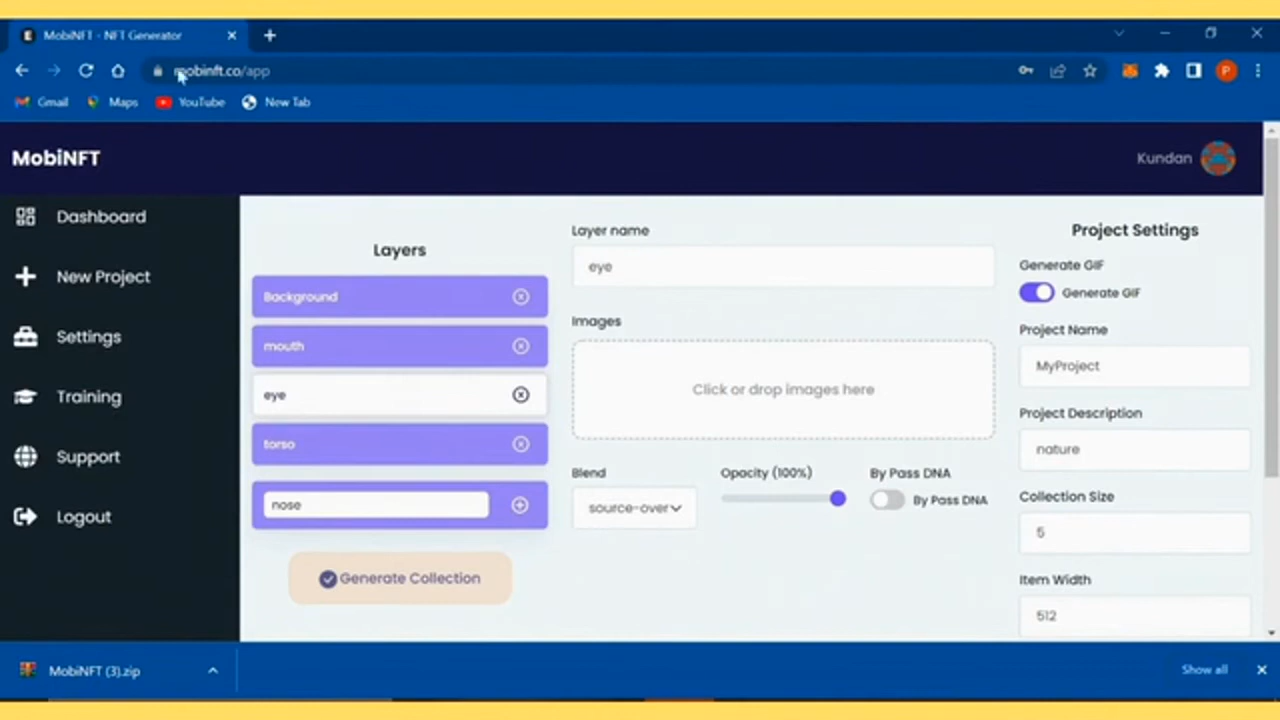 MobiNFT - NFT Generator
mobinft.co/app
Gmail
Maps
YouTube
New Tab
P
MobiNFT
Kundan
Dashboard
New Project
Settings
Training
Support
Logout
Layers
Background
mouth
eye
torso
nose
Generate Collection
Layer name
eye
Images
Click or drop images here
Blend
source-over
Opacity (100%)
By Pass DNA
By Pass DNA
Project Settings
Generate GIF
Generate GIF
Project Name
MyProject
Project Description
nature
Collection Size
5
Item Width
512
MobiNFT (3).zip
Show all